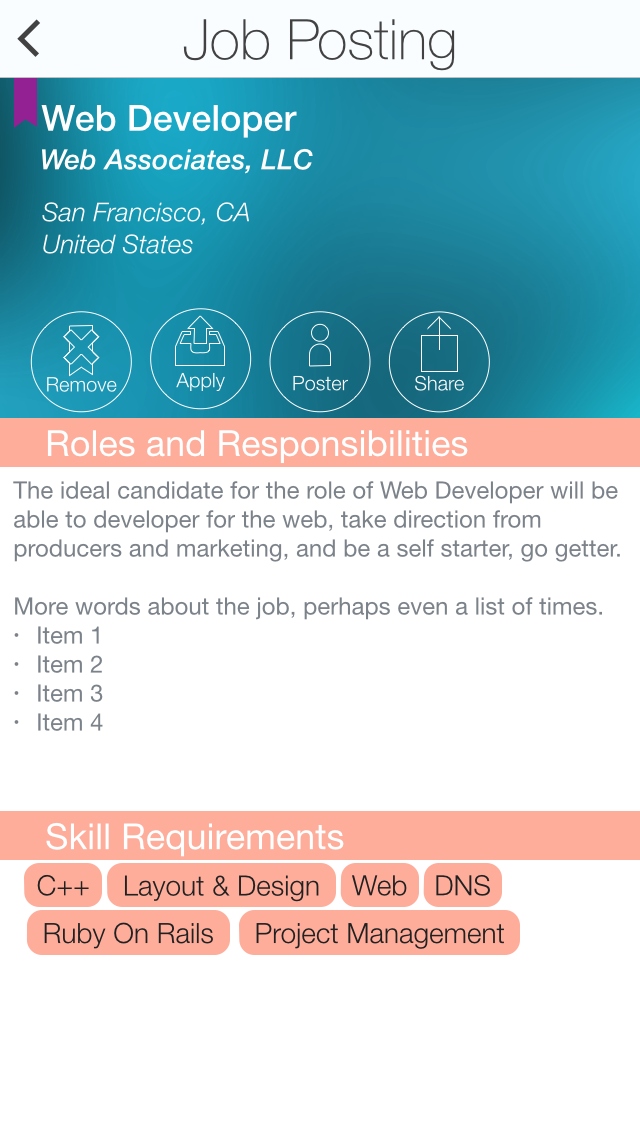 Job Posting
Web Developer
Web Associates, LLC
San Francisco, CA
United States
Remove Apply Poster Share
Roles and Responsibilities
The ideal candidate for the role of Web Developer will be
able to developer for the web, take direction from
producers and marketing, and be a self starter, go getter.
More words about the job, perhaps even a list of times.
• Item 1
• Item 2
• Item 3
• Item 4
Skill Requirements
C++ Layout & Design Web DNS
Ruby On Rails Project Management